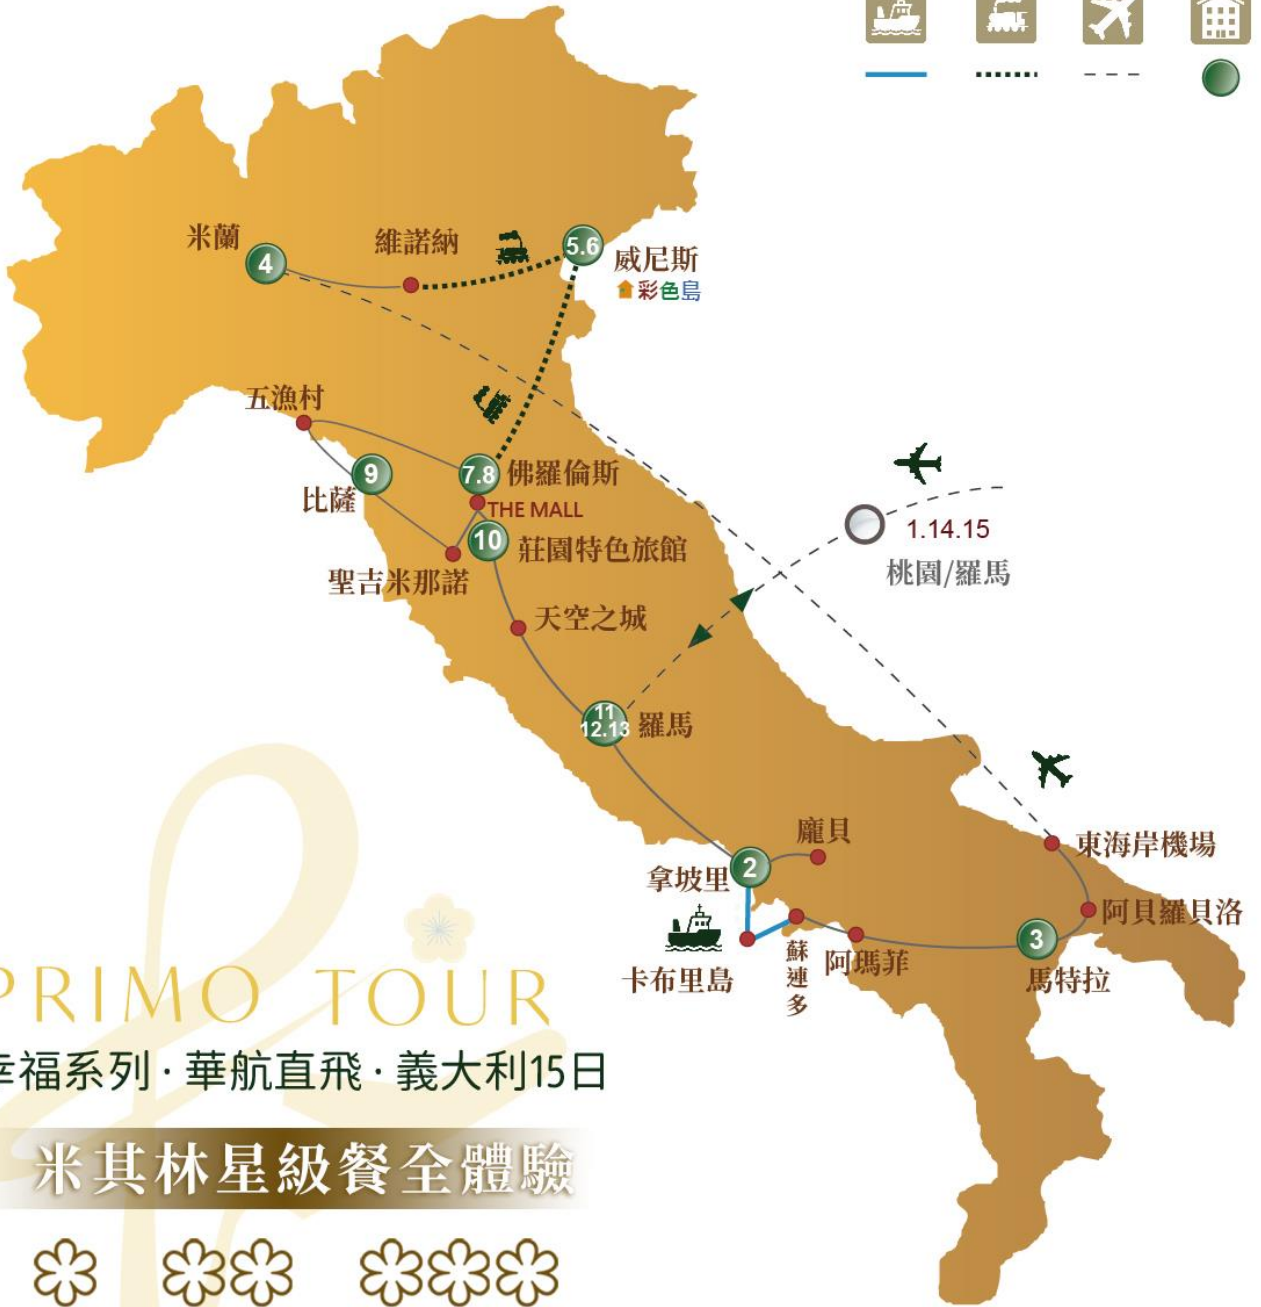 米蘭
4
維諾納
5.6
威尼斯
彩色島
五漁村
9
比薩
7.8
佛羅倫斯
THE MALL
10
莊園特色旅館
聖吉米那諾
天空之城
1.14.15
桃園/羅馬
11
12.13
羅馬
龐貝
2
拿坡里
東海岸機場
阿貝羅貝洛
3
馬特拉
卡布里島
蘇連多
阿瑪菲
PRIMO TOUR
幸福系列·華航直飛·義大利15日
米其林星級餐全體驗